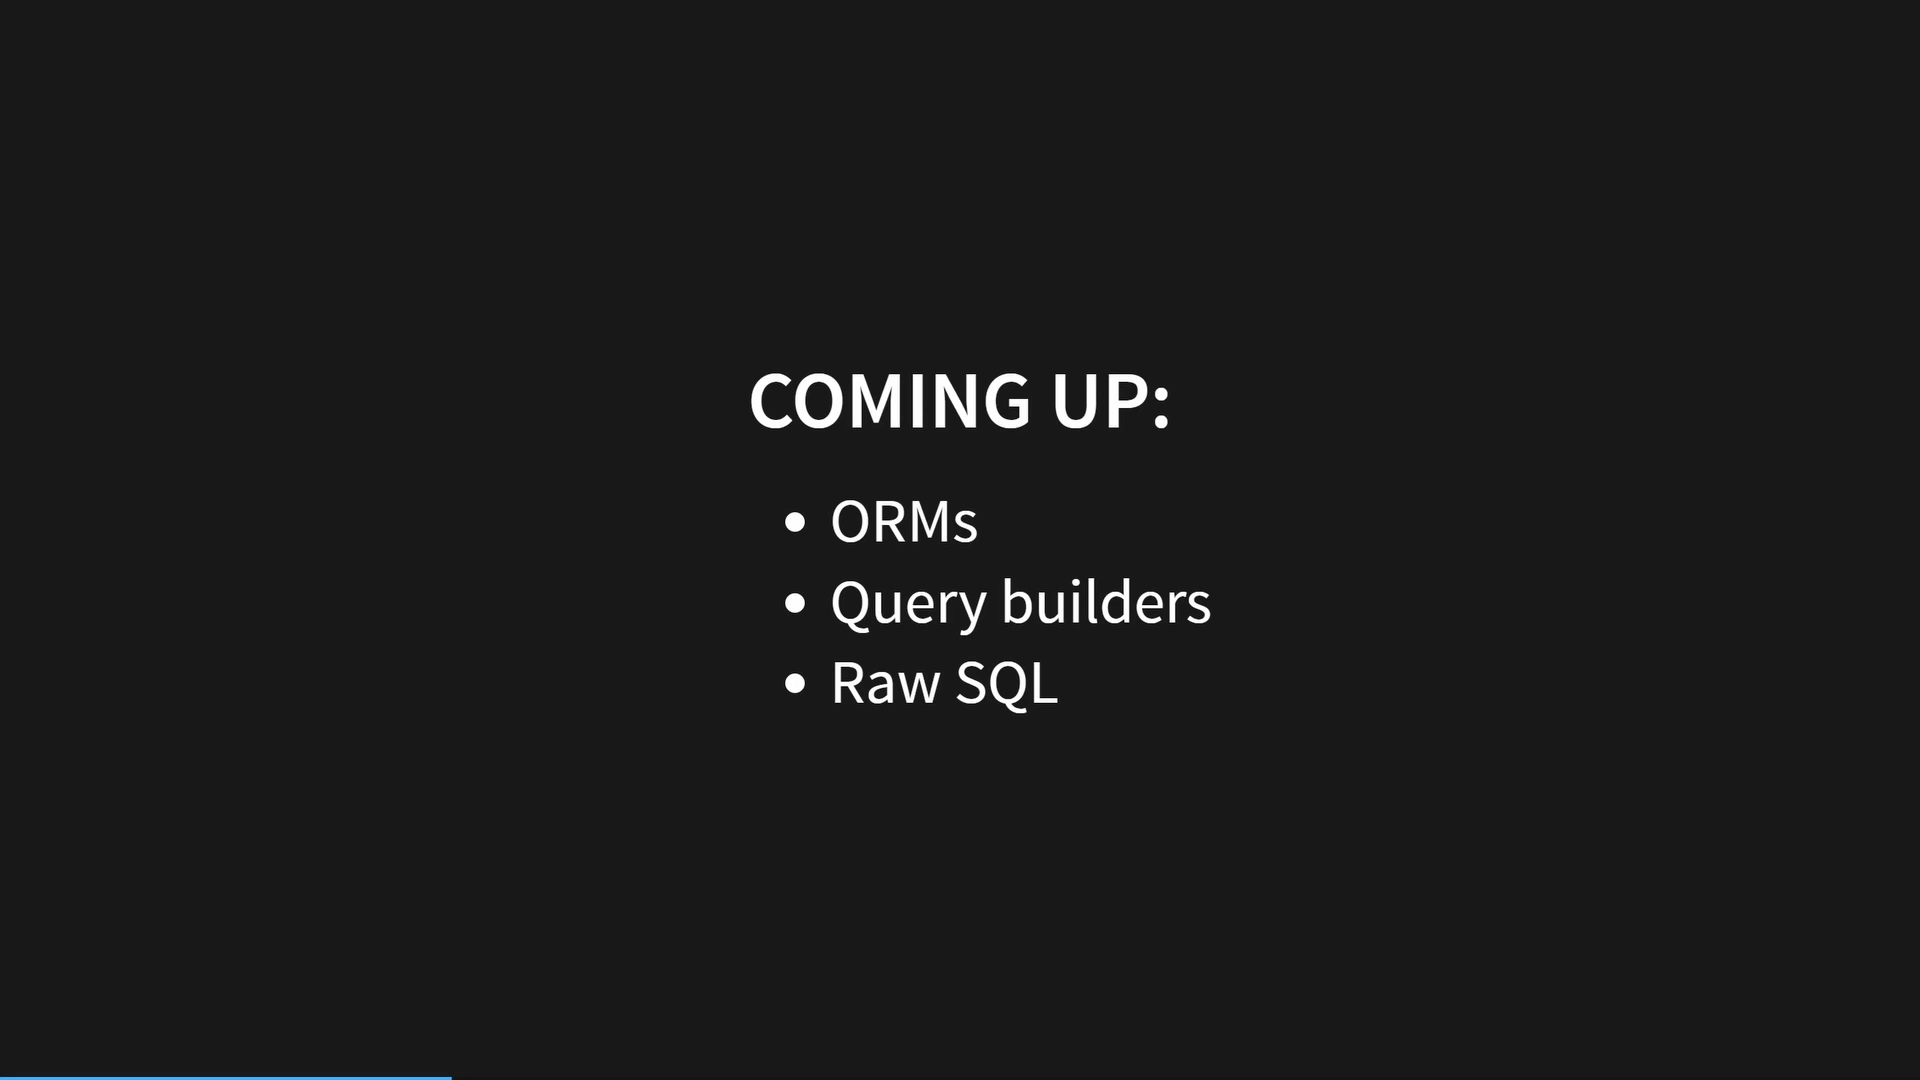 COMING UP:
• ORMs
• Query builders
• Raw SQL